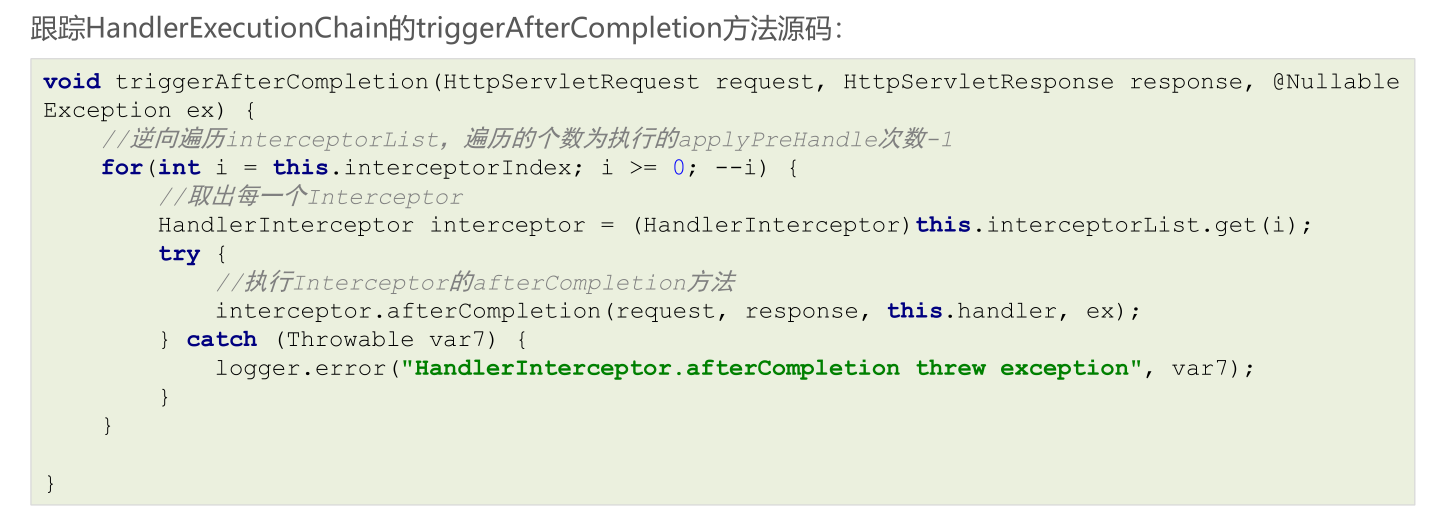 跟踪HandlerExecutionChain的triggerAfterCompletion方法源码：
void triggerAfterCompletion(HttpServletRequest request, HttpServletResponse response, @Nullable
Exception ex) {
    //逆向遍历interceptorList，遍历的个数为执行的applyPreHandle次数-1
    for(int i = this.interceptorIndex; i >= 0; --i) {
        //取出每一个Interceptor
        HandlerInterceptor interceptor = (HandlerInterceptor)this.interceptorList.get(i);
        try {
            //执行Interceptor的afterCompletion方法
            interceptor.afterCompletion(request, response, this.handler, ex);
        } catch (Throwable var7) {
            logger.error("HandlerInterceptor.afterCompletion threw exception", var7);
        }
    }

}